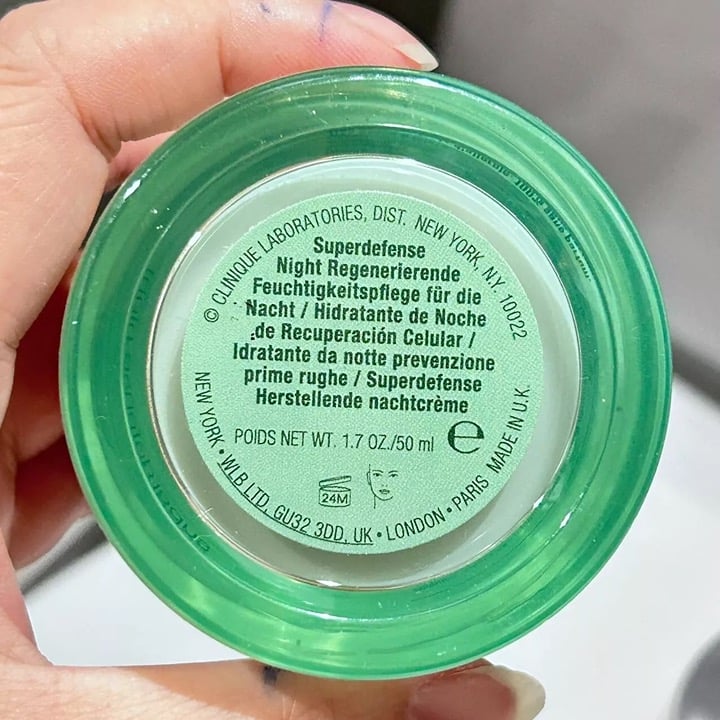 © CLINIQUE LABORATORIES, DIST. NEW YORK, N.Y. 10022
Superdefense
Night Regenerierende
Feuchtigkeitspflege für die
Nacht / Hidratante de Noche
de Recuperación Celular /
Idratante da notte prevenzione
prime rughe / Superdefense
Herstellende nachtcrème
POIDS NET WT. 1.7 OZ./50 ml e
24M
NEW YORK • WLB LTD. GU32 3DD, UK • LONDON • PARIS MADE IN U.K.